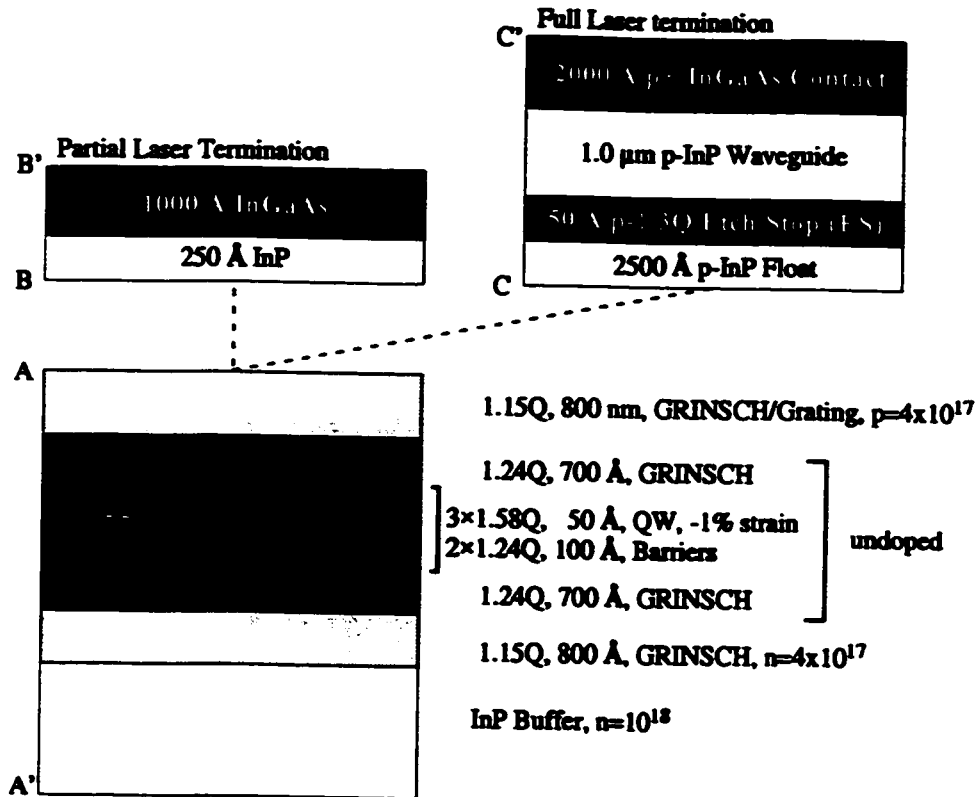 Full Laser termination
C'
2000 Å p+ InGaAs Contact
1.0 µm p-InP Waveguide
50 Å p-1.3Q Etch Stop (ES)
2500 Å p-InP Float
C
Partial Laser Termination
B'
1000 Å InGaAs
250 Å InP
B
A
1.15Q, 800 nm, GRINSCH/Grating, p=4x10¹⁷
1.24Q, 700 Å, GRINSCH
3×1.58Q, 50 Å, QW, -1% strain
2×1.24Q, 100 Å, Barriers
undoped
1.24Q, 700 Å, GRINSCH
1.15Q, 800 Å, GRINSCH, n=4x10¹⁷
InP Buffer, n=10¹⁸
A'